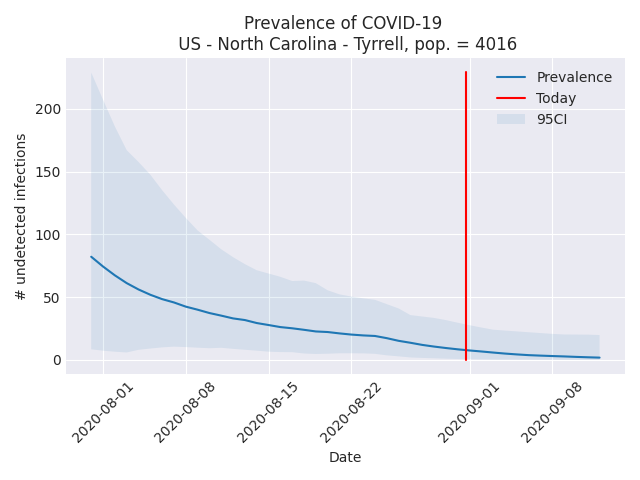 Prevalence of COVID-19
US - North Carolina - Tyrrell, pop. = 4016
Prevalence
Today
95CI
# undetected infections
200
150
100
50
0
2020-08-01
2020-08-08
2020-08-15
2020-08-22
2020-09-01
2020-09-08
Date